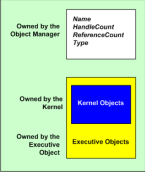 Owned by the
Object Manager
Name
HandleCount
ReferenceCount
Type
Owned by the
Kernel
Kernel Objects
Owned by the
Executive
Object
Executive Objects